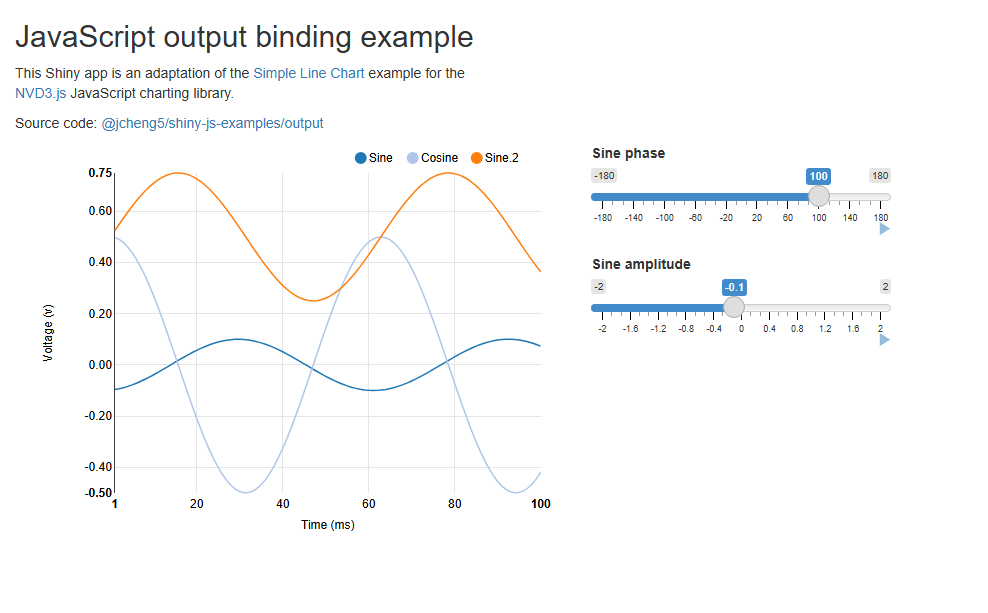 JavaScript output binding example
This Shiny app is an adaptation of the Simple Line Chart example for the
NVD3.js JavaScript charting library.
Source code: @jcheng5/shiny-js-examples/output
Sine Cosine Sine.2
0.75
0.60
0.40
0.20
0.00
-0.20
-0.40
-0.50
Voltage (v)
1 20 40 60 80 100
Time (ms)
Sine phase
-180 100 180
-180 -140 -100 -60 -20 20 60 100 140 180
Sine amplitude
-2 -0.1 2
-2 -1.6 -1.2 -0.8 -0.4 0 0.4 0.8 1.2 1.6 2